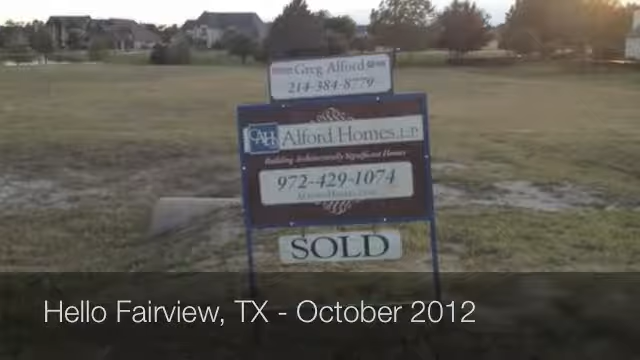 Greg Alford
214-384-8779
CAH Alford Homes, L.P.
Building Architecturally Significant Homes
972-429-1074
SOLD
Hello Fairview, TX - October 2012